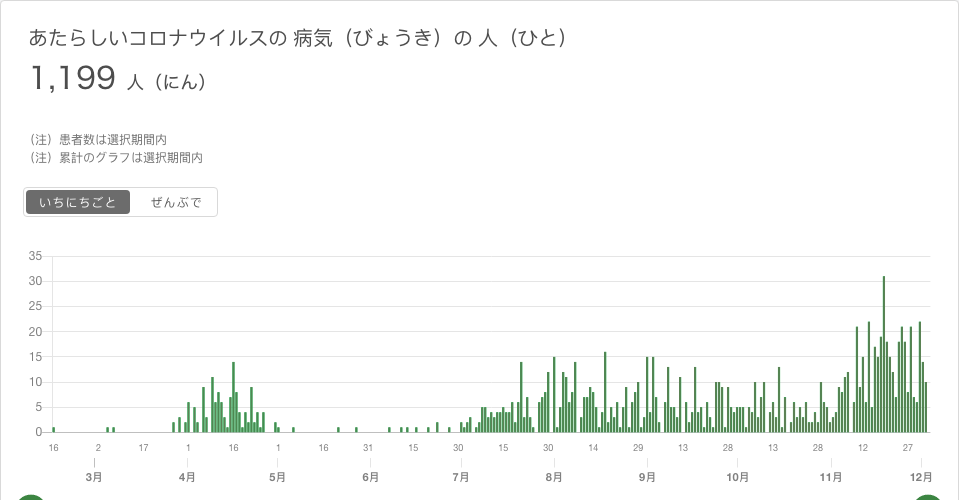 あたらしいコロナウイルスの 病気（びょうき）の 人（ひと）
1,199 人（にん）
（注）患者数は選択期間内
（注）累計のグラフは選択期間内
いちにちごと ぜんぶで
35
30
25
20
15
10
5
0
16 2 17 1 16 1 16 31 15 30 15 30 14 29 13 28 13 28 12 27
3月 4月 5月 6月 7月 8月 9月 10月 11月 12月